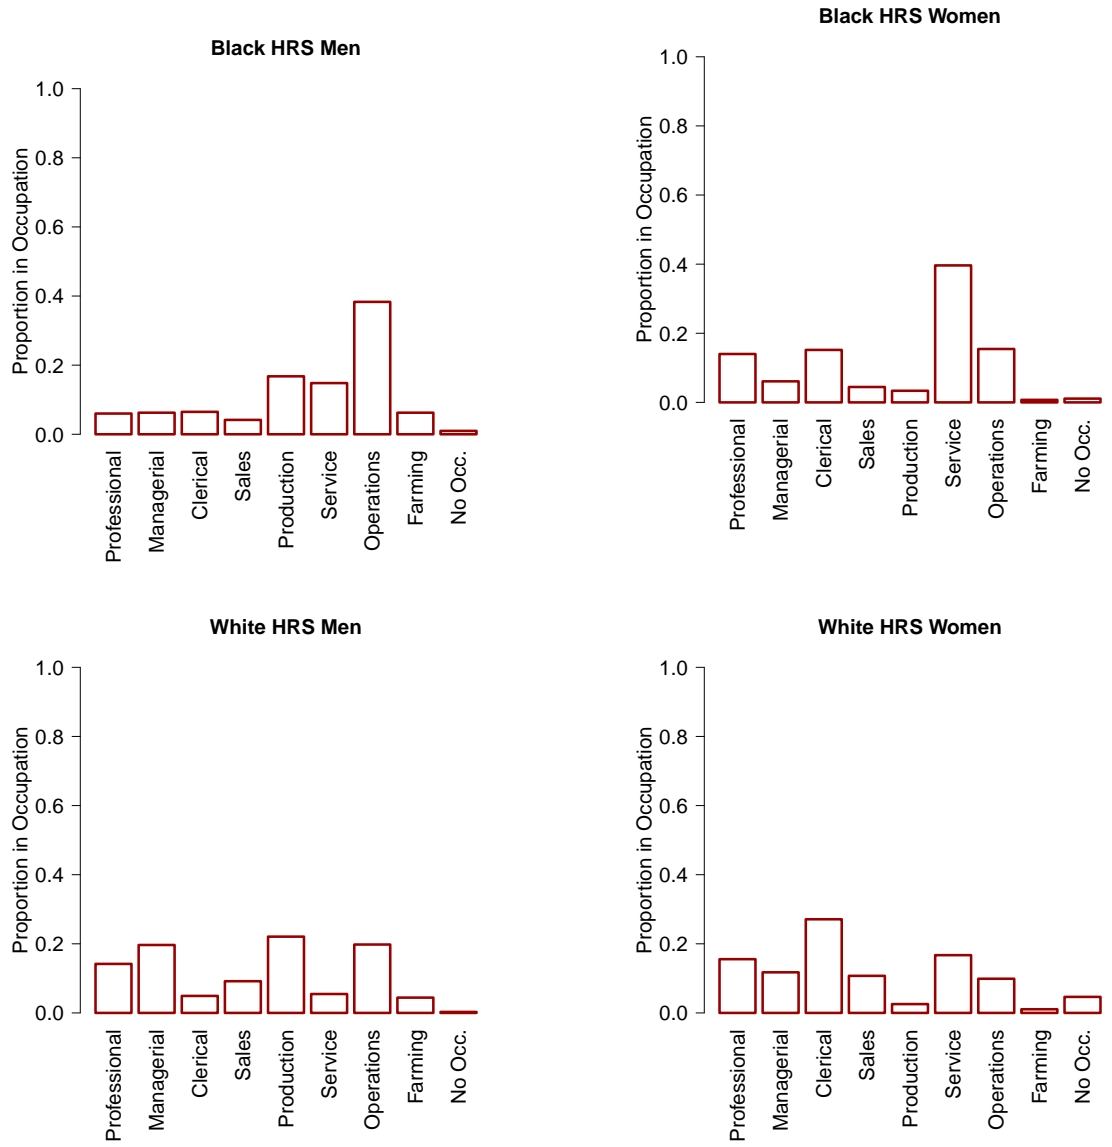 Black HRS Men
Proportion in Occupation
1.0
0.8
0.6
0.4
0.2
0.0
Professional
Managerial
Clerical
Sales
Production
Service
Operations
Farming
No Occ.
Black HRS Women
Proportion in Occupation
1.0
0.8
0.6
0.4
0.2
0.0
Professional
Managerial
Clerical
Sales
Production
Service
Operations
Farming
No Occ.
White HRS Men
Proportion in Occupation
1.0
0.8
0.6
0.4
0.2
0.0
Professional
Managerial
Clerical
Sales
Production
Service
Operations
Farming
No Occ.
White HRS Women
Proportion in Occupation
1.0
0.8
0.6
0.4
0.2
0.0
Professional
Managerial
Clerical
Sales
Production
Service
Operations
Farming
No Occ.